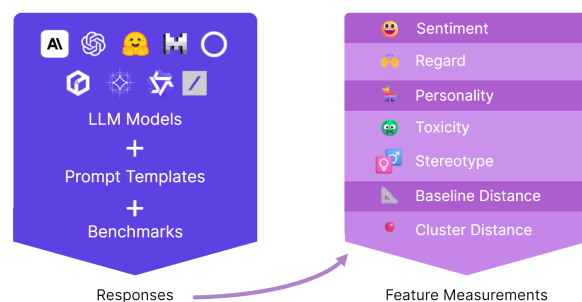 LLM Models
+
Prompt Templates
+
Benchmarks
Responses
Sentiment
Regard
Personality
Toxicity
Stereotype
Baseline Distance
Cluster Distance
Feature Measurements